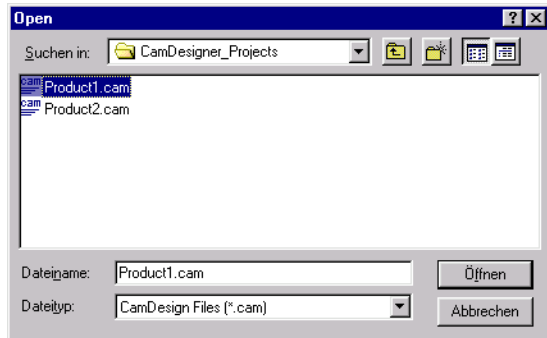 Open
Suchen in: CamDesigner_Projects
cam Product1.cam
cam Product2.cam
Dateiname: Product1.cam Öffnen
Dateityp: CamDesign Files (*.cam) Abbrechen